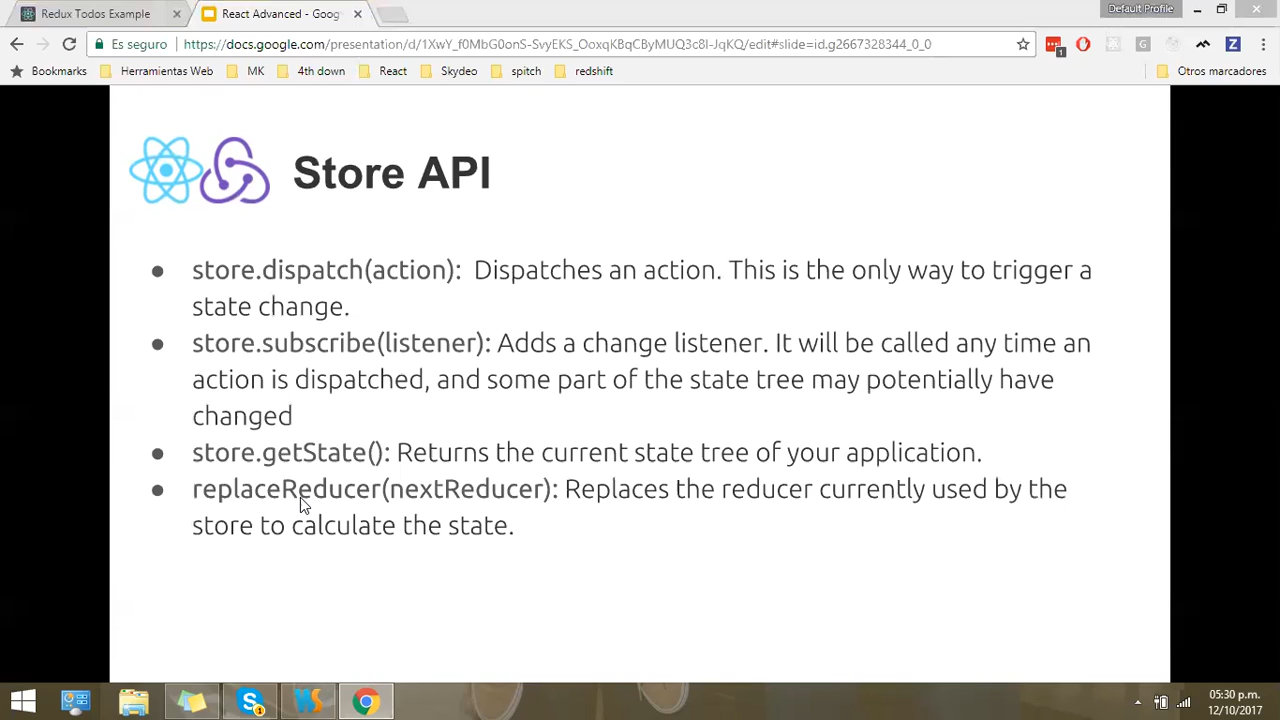 Redux Todos Example
React Advanced - Goog
Default Profile
Es seguro
https://docs.google.com/presentation/d/1XwY_f0MbG0onS-SvyEKS_OoxqKBqCByMUQ3c8I-JqKQ/edit#slide=id.g2667328344_0_0
1
G
Z
Bookmarks
Herramientas Web
MK
4th down
React
Skydeo
spitch
redshift
Otros marcadores
Store API
● store.dispatch(action): Dispatches an action. This is the only way to trigger a
state change.
● store.subscribe(listener): Adds a change listener. It will be called any time an
action is dispatched, and some part of the state tree may potentially have
changed
● store.getState(): Returns the current state tree of your application.
● replaceReducer(nextReducer): Replaces the reducer currently used by the
store to calculate the state.
S
WS
05:30 p.m.
12/10/2017